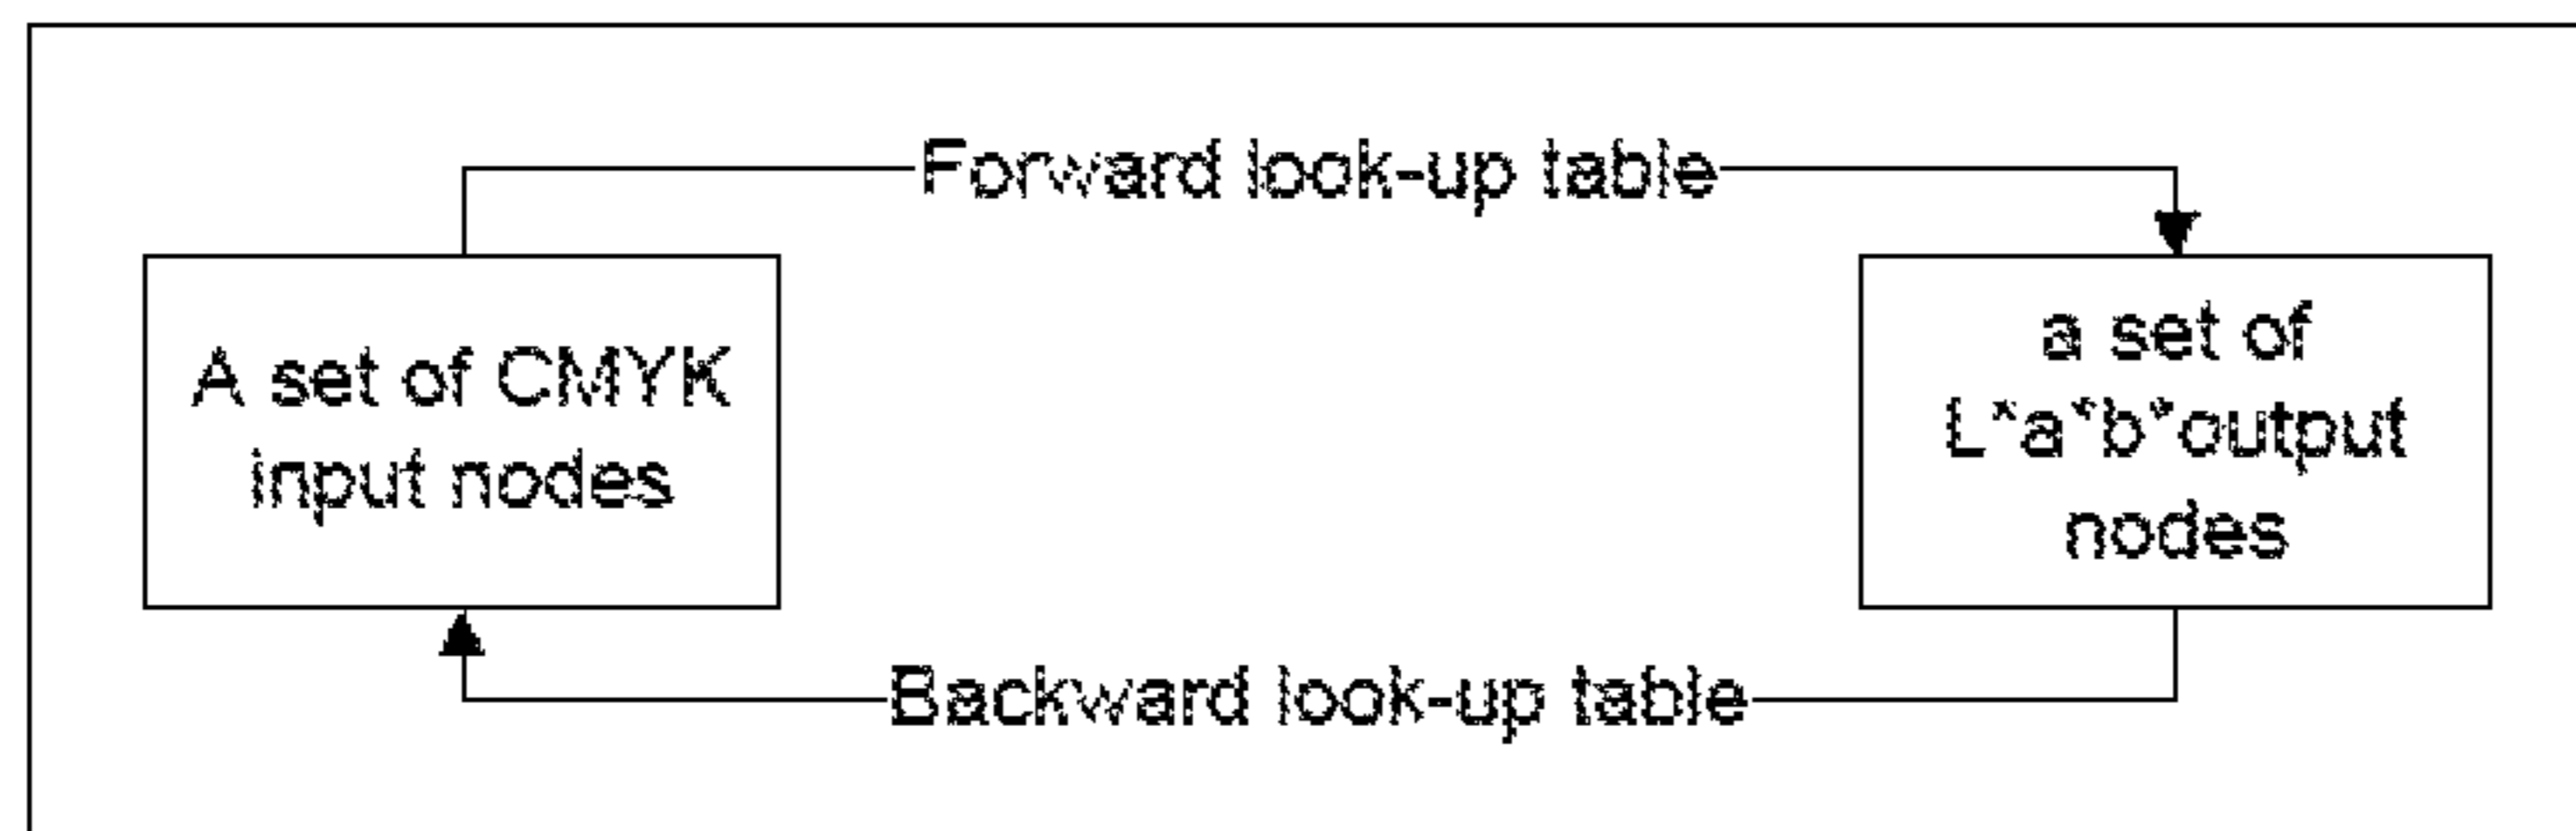 Forward look-up table
A set of CMYK
input nodes
a set of
L*a*b*output
nodes
Backward look-up table